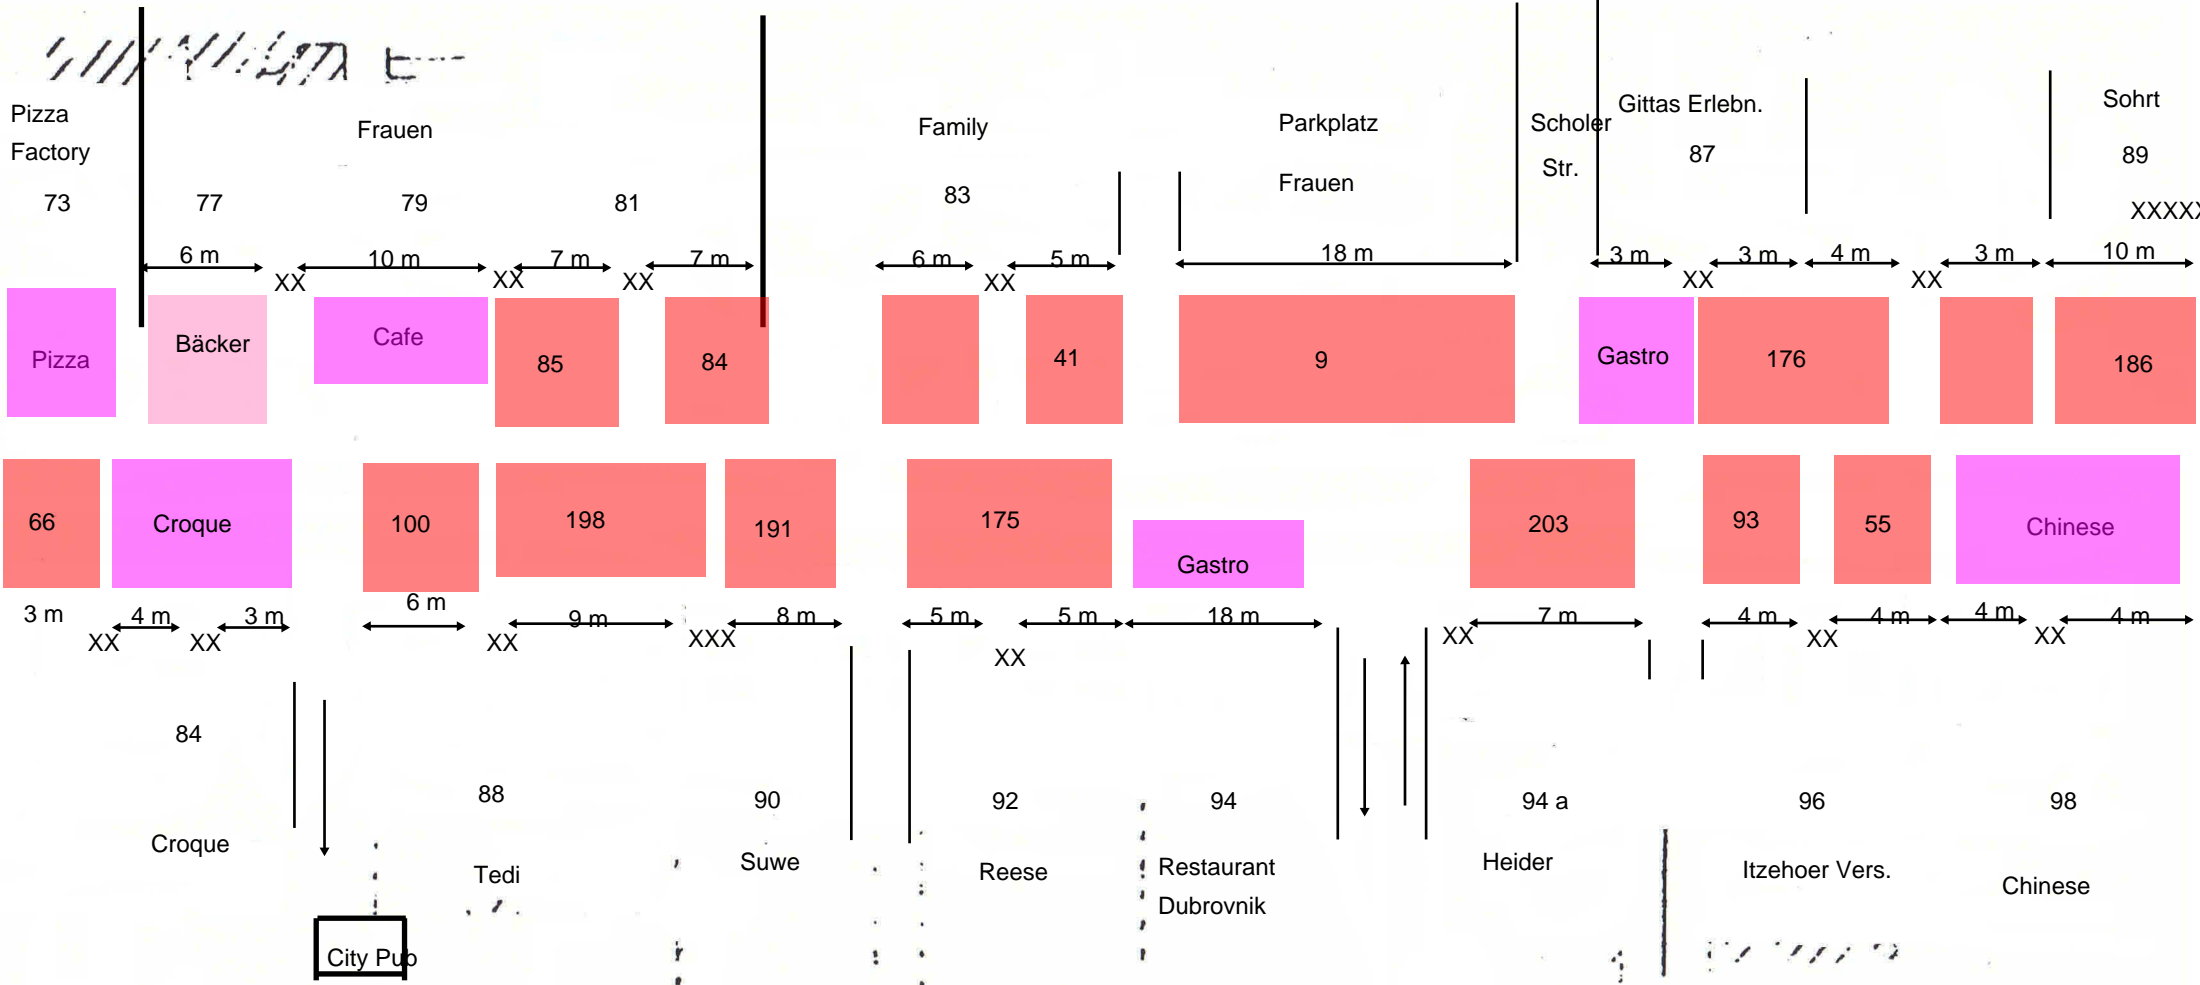 Pizza
Factory
73
Frauen
77
79
81
Family
83
Parkplatz
Frauen
Scholer
Str.
Gittas Erlebn.
87
Sohrt
89
XXXXX
6 m
XX
10 m
XX
7 m
XX
7 m
6 m
XX
5 m
18 m
3 m
XX
3 m
4 m
XX
3 m
10 m
Pizza
Bäcker
Cafe
85
84
41
9
Gastro
176
186
66
Croque
100
198
191
175
Gastro
203
93
55
Chinese
3 m
XX
4 m
XX
3 m
6 m
XX
9 m
XXX
8 m
5 m
XX
5 m
18 m
XX
7 m
4 m
XX
4 m
4 m
XX
4 m
84
Croque
88
Tedi
City Pub
90
Suwe
92
Reese
94
Restaurant
Dubrovnik
94 a
Heider
96
Itzehoer Vers.
98
Chinese